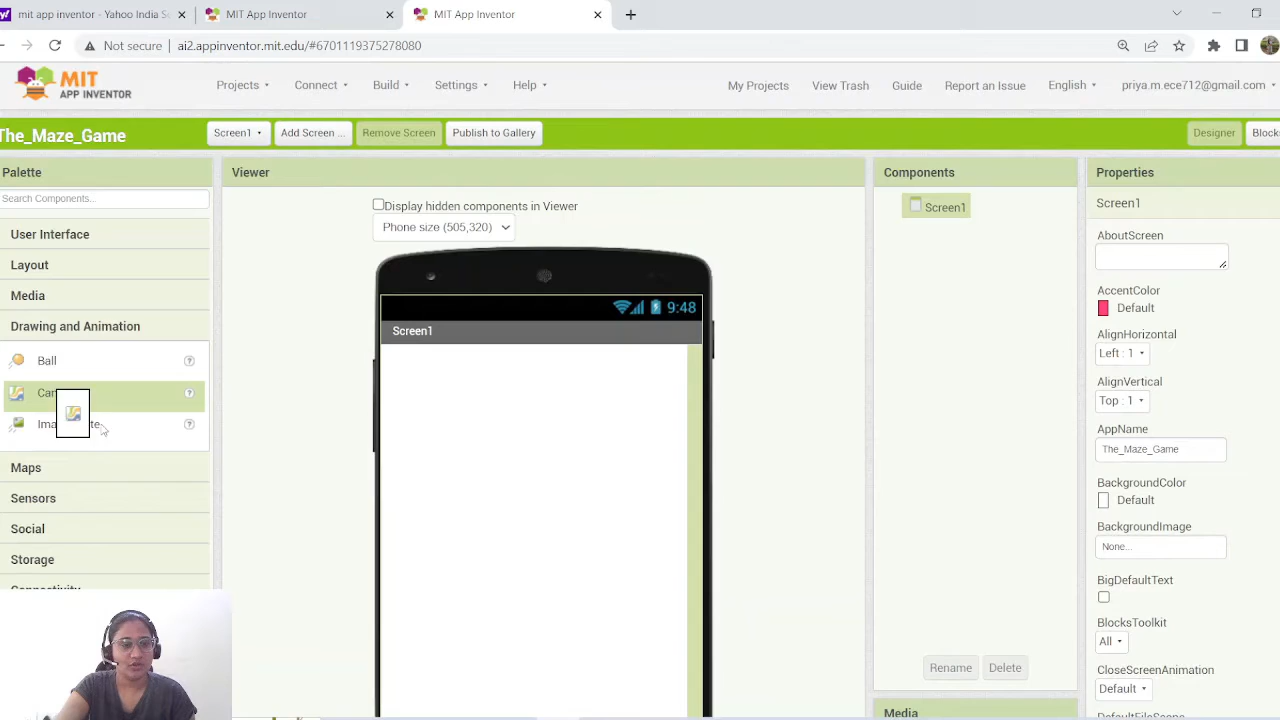 mit app inventor - Yahoo India Se
MIT App Inventor
MIT App Inventor
Not secure
ai2.appinventor.mit.edu/#6701119375278080
MIT
APP INVENTOR
Projects
Connect
Build
Settings
Help
My Projects
View Trash
Guide
Report an Issue
English
priya.m.ece712@gmail.com
The_Maze_Game
Screen1
Add Screen ...
Remove Screen
Publish to Gallery
Designer
Blocks
Palette
Search Components...
User Interface
Layout
Media
Drawing and Animation
Ball
?
?
?
Maps
Sensors
Social
Storage
Connectivity
Viewer
Display hidden components in Viewer
Phone size (505,320)
9:48
Screen1
Components
Screen1
Rename
Delete
Media
Properties
Screen1
AboutScreen
AccentColor
Default
AlignHorizontal
Left : 1
AlignVertical
Top : 1
AppName
The_Maze_Game
BackgroundColor
Default
BackgroundImage
None...
BigDefaultText
BlocksToolkit
All
CloseScreenAnimation
Default
DefaultFileScope